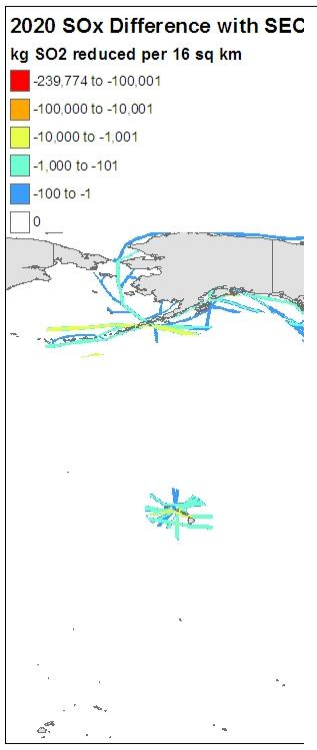 2020 SOx Difference with SEC
kg SO2 reduced per 16 sq km
-239,774 to -100,001
-100,000 to -10,001
-10,000 to -1,001
-1,000 to -101
-100 to -1
0